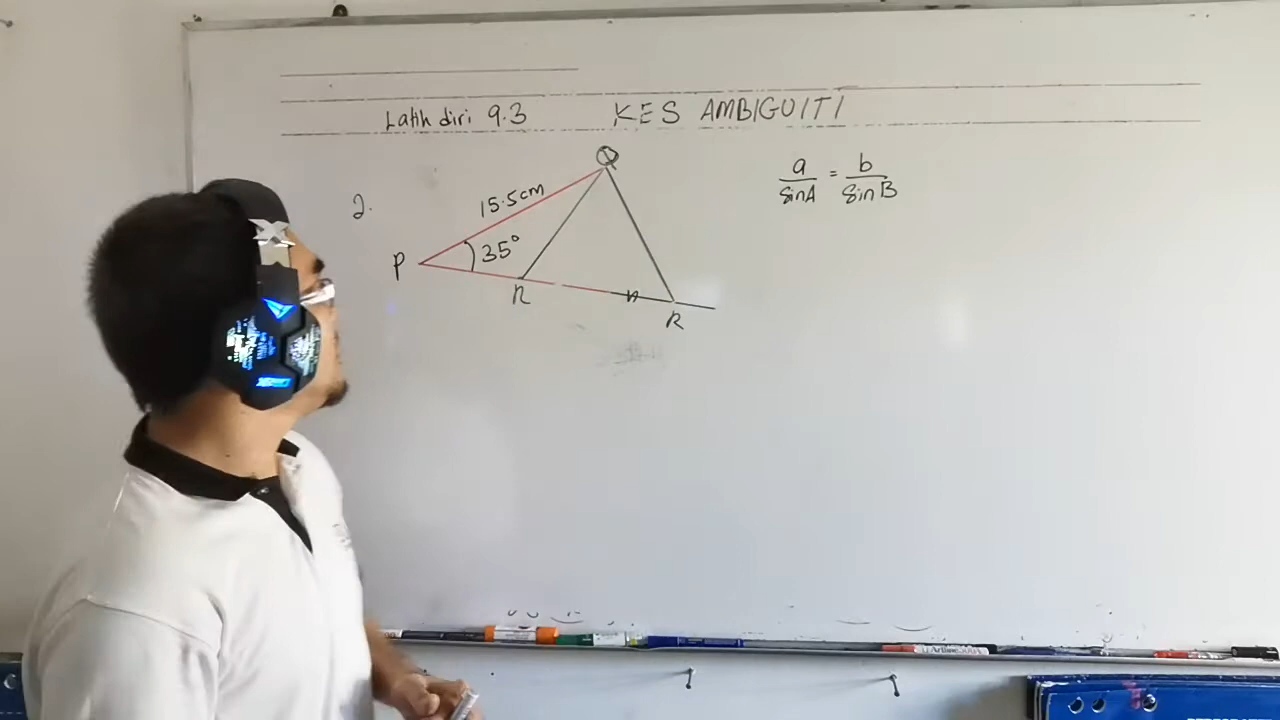 Latih diri 9.3 KES AMBIGUITI
2.
Q
15.5cm
P
35°
R
R
a/sinA = b/sinB